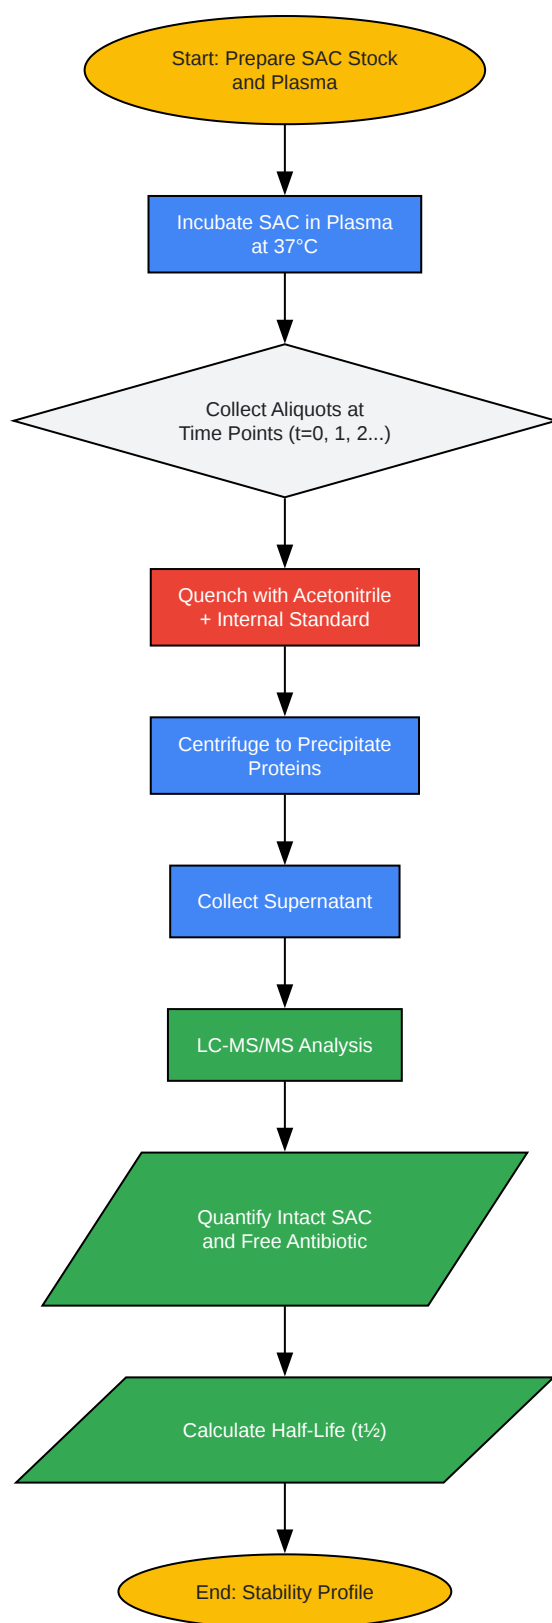 Start: Prepare SAC Stock
and Plasma
Incubate SAC in Plasma
at 37°C
Collect Aliquots at
Time Points (t=0, 1, 2...)
Quench with Acetonitrile
+ Internal Standard
Centrifuge to Precipitate
Proteins
Collect Supernatant
LC-MS/MS Analysis
Quantify Intact SAC
and Free Antibiotic
Calculate Half-Life (t½)
End: Stability Profile